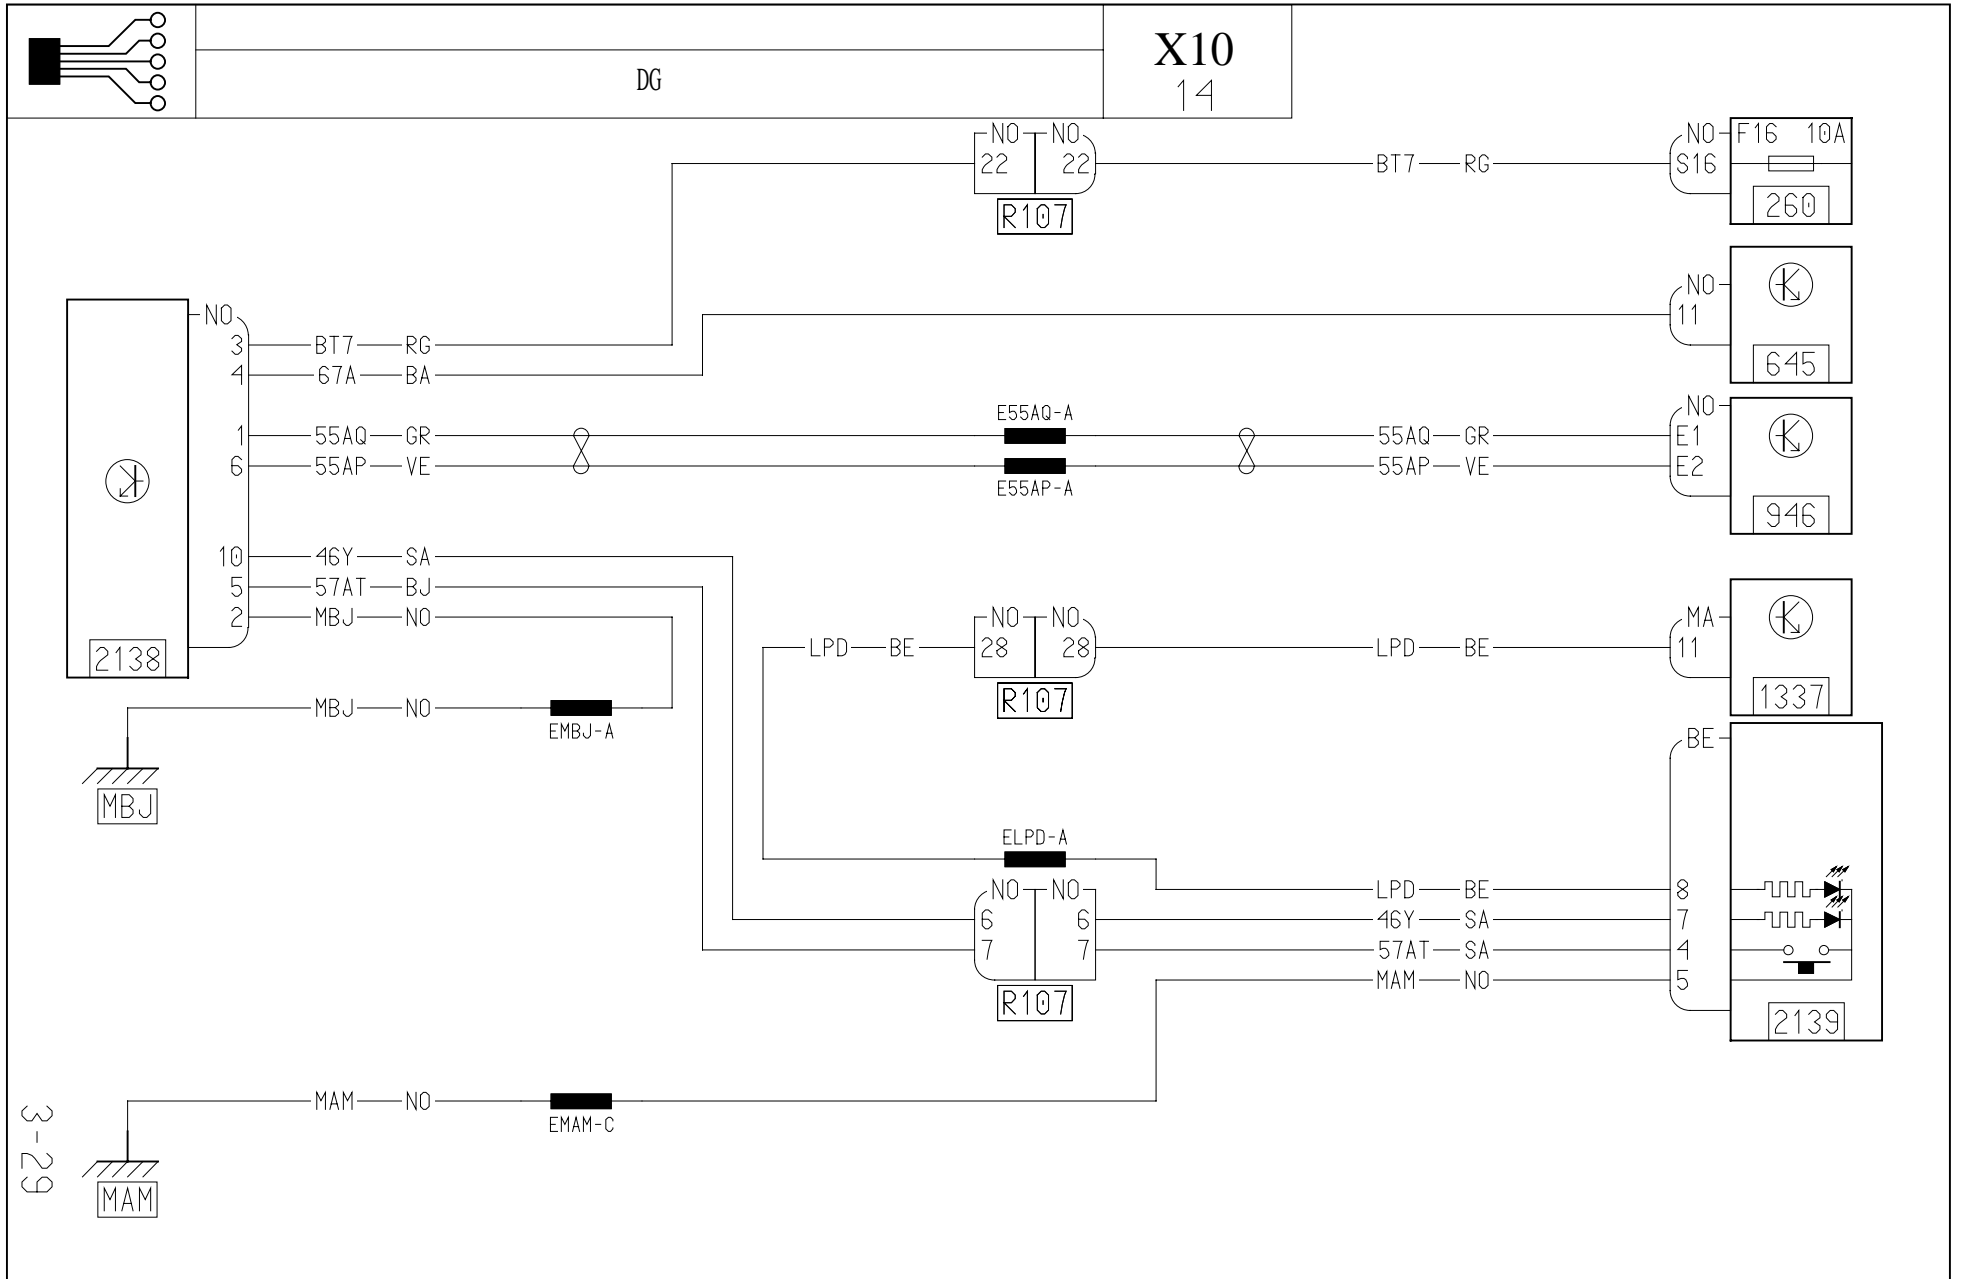 X10
DG
14
NO NO
22 22
R107
BT7 RG
NO
S16
F16 10A
260
NO
11
645
NO
3 BT7 RG
4 67A BA
E55AQ-A
1 55AQ GR
55AQ GR
NO
E1
6 55AP VE
55AP VE
E2
E55AP-A
946
10 46Y SA
5 57AT BJ
2 MBJ NO
2138
NO NO
LPD BE
28 28
LPD BE
R107
MA
11
1337
MBJ NO
EMBJ-A
MBJ
BE
ELPD-A
NO NO
LPD BE 8
6 6 46Y SA 7
7 7 57AT SA 4
MAM NO 5
R107
2139
MAM NO
EMAM-C
MAM
3-29